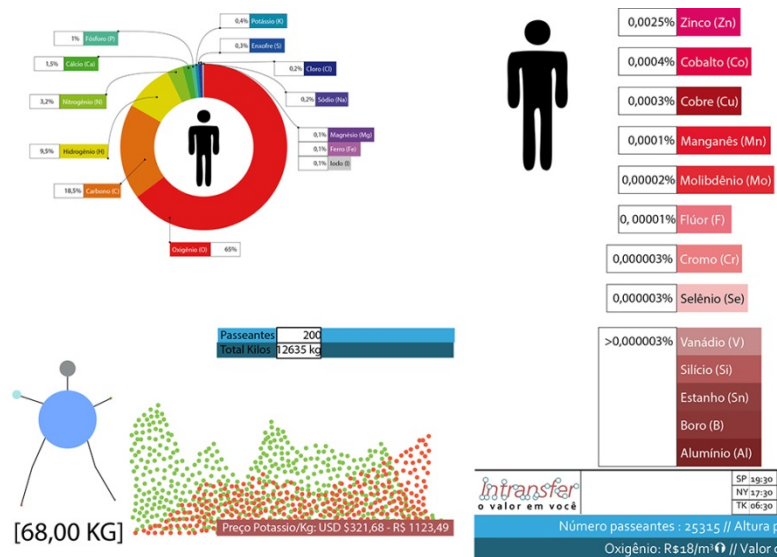 0,4% Potássio (K)
1% Fósforo (P)
0,3% Enxofre (S)
1,5% Cálcio (Ca)
0,2% Cloro (Cl)
3,2% Nitrogênio (N)
0,2% Sódio (Na)
0,1% Magnésio (Mg)
9,5% Hidrogênio (H)
0,1% Ferro (Fe)
0,1% Iodo (I)
18,5% Carbono (C)
Oxigênio (O) 65%
0,0025% Zinco (Zn)
0,0004% Cobalto (Co)
0,0003% Cobre (Cu)
0,0001% Manganês (Mn)
0,00002% Molibdênio (Mo)
0, 00001% Flúor (F)
0,000003% Cromo (Cr)
0,000003% Selênio (Se)
>0,000003% Vanádio (V)
Silício (Si)
Estanho (Sn)
Boro (B)
Alumínio (Al)
Passeantes 200
Total Kilos 12635 kg
[68,00 KG]
Preço Potassio/Kg: USD $321,68 - R$ 1123,49
Intransfer
o valor em você
SP 19:30
NY 17:30
TK 06:30
Número passeantes : 25315 // Altura p
Oxigênio: R$18/m³ // Valor